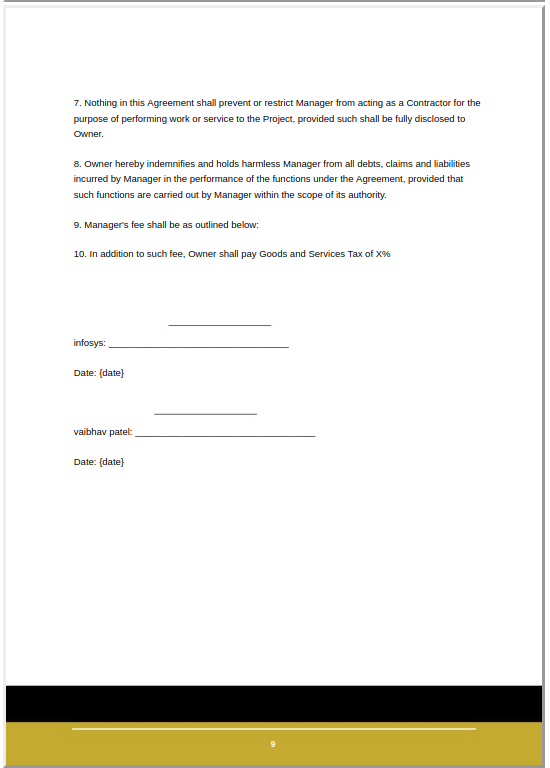 7. Nothing in this Agreement shall prevent or restrict Manager from acting as a Contractor for the
purpose of performing work or service to the Project, provided such shall be fully disclosed to
Owner.
8. Owner hereby indemnifies and holds harmless Manager from all debts, claims and liabilities
incurred by Manager in the performance of the functions under the Agreement, provided that
such functions are carried out by Manager within the scope of its authority.
9. Manager's fee shall be as outlined below:
10. In addition to such fee, Owner shall pay Goods and Services Tax of X%
___________________
infosys: __________________________________
Date: {date}
___________________
vaibhav patel: __________________________________
Date: {date}
9